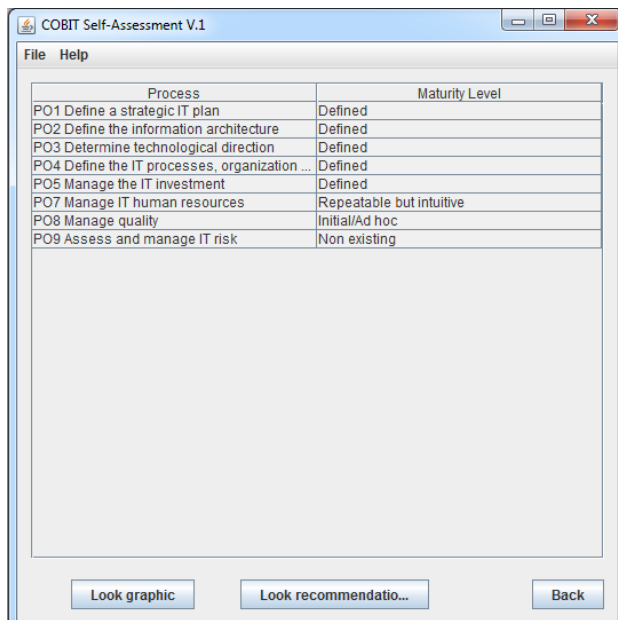 COBIT Self-Assessment V.1
File Help
Process Maturity Level
PO1 Define a strategic IT plan Defined
PO2 Define the information architecture Defined
PO3 Determine technological direction Defined
PO4 Define the IT processes, organization ... Defined
PO5 Manage the IT investment Defined
PO7 Manage IT human resources Repeatable but intuitive
PO8 Manage quality Initial/Ad hoc
PO9 Assess and manage IT risk Non existing
Look graphic Look recommendatio... Back